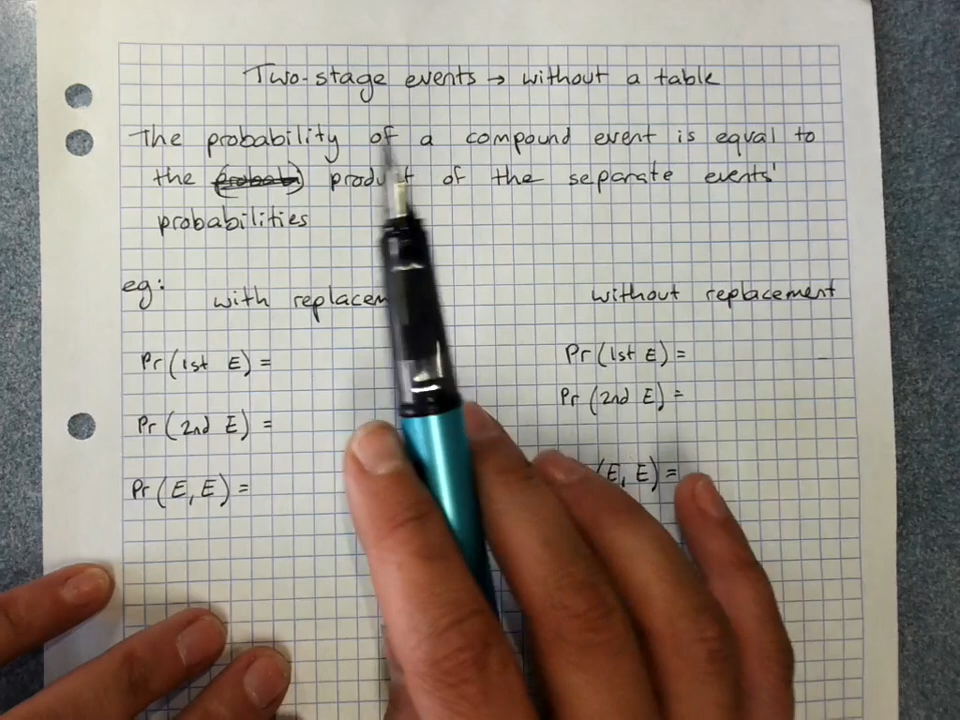 Two-stage events → without a table
The probability of a compound event is equal to
the (probab) product of the separate events'
probabilities
eg: with replacem without replacement
Pr (1st E) = Pr (1st E) =
Pr (2nd E) = Pr (2nd E) =
Pr (E, E) = (E, E) =